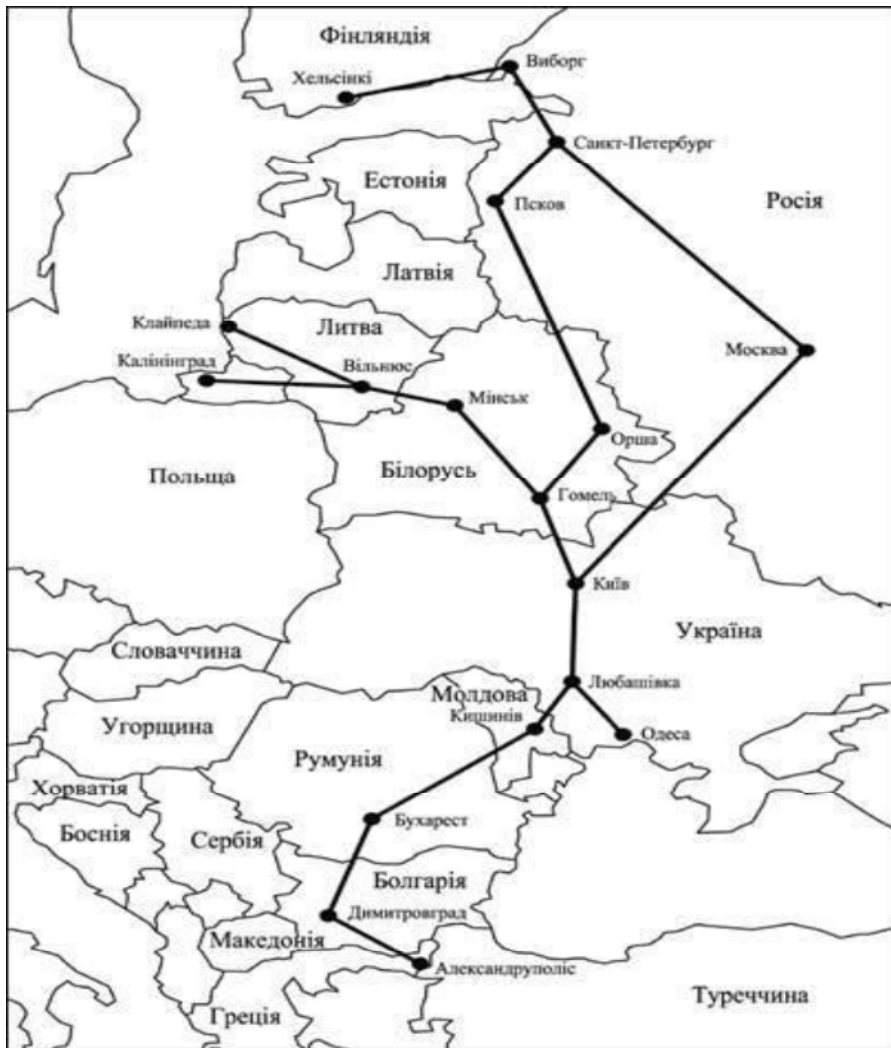 Фінляндія
Виборг
Хельсінкі
Санкт-Петербург
Естонія
Псков
Росія
Латвія
Клайпеда
Литва
Москва
Калінінград
Вільнюс
Мінськ
Орша
Польща
Білорусь
Гомель
Київ
Україна
Словаччина
Любашівка
Молдова
Угорщина
Кишинів
Одеса
Румунія
Хорватія
Боснія
Сербія
Бухарест
Болгарія
Димитровград
Македонія
Александруполіс
Туреччина
Греція